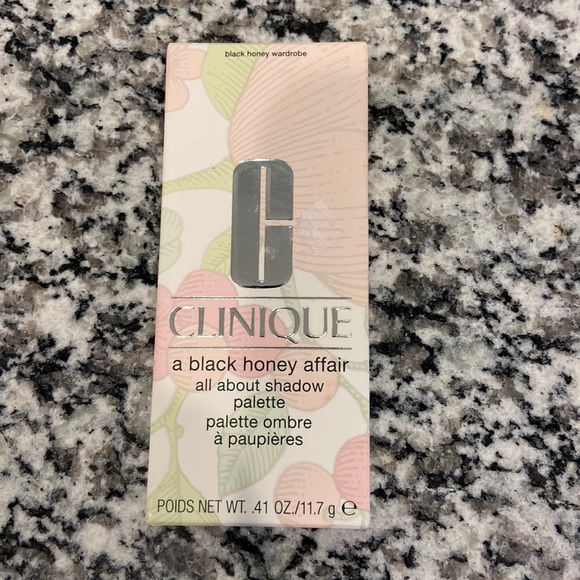 black honey wardrobe
CLINIQUE
a black honey affair
all about shadow
palette
palette ombre
à paupières
POIDS NET WT. .41 OZ./11.7 g ℮